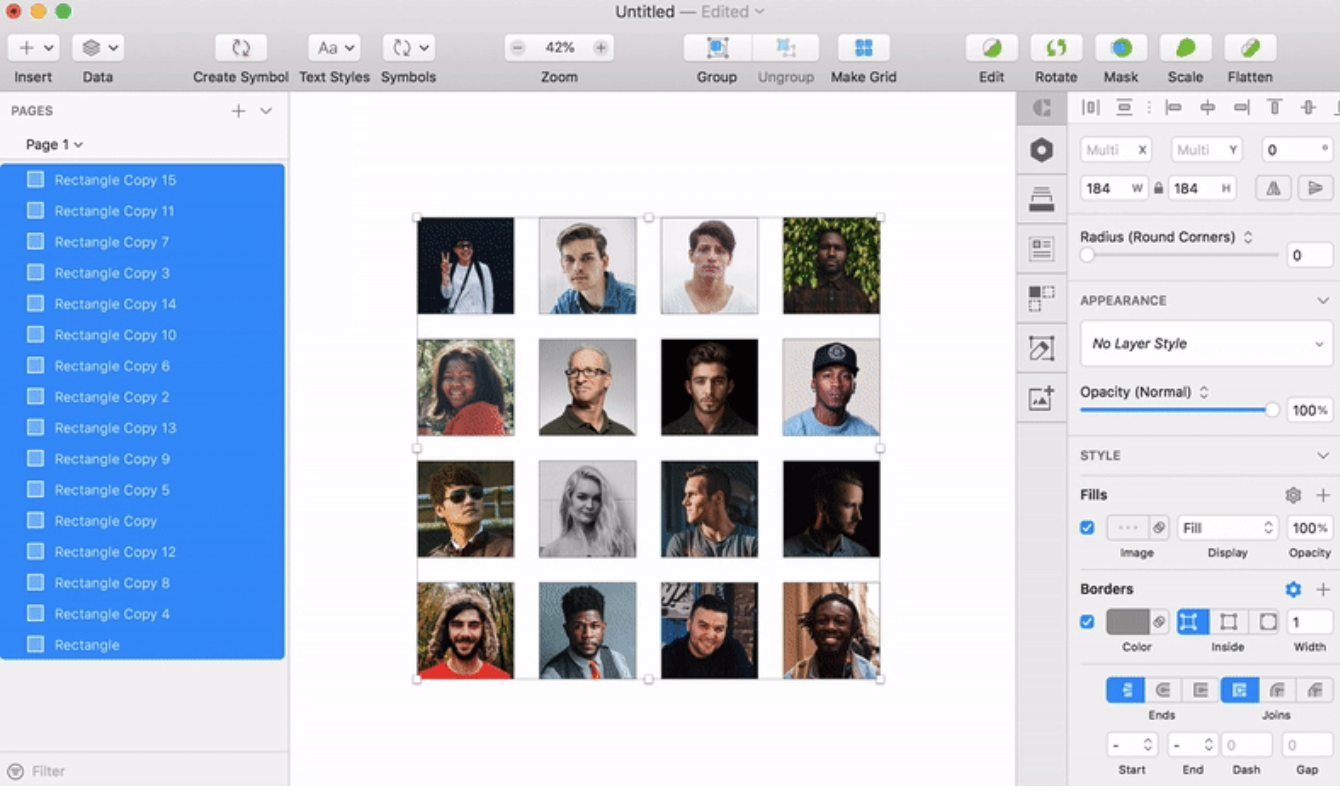 Untitled — Edited
Aa
42%
Insert
Data
Create Symbol
Text Styles
Symbols
Zoom
Group
Ungroup
Make Grid
Edit
Rotate
Mask
Scale
Flatten
PAGES
Page 1
Rectangle Copy 15
Rectangle Copy 11
Rectangle Copy 7
Rectangle Copy 3
Rectangle Copy 14
Rectangle Copy 10
Rectangle Copy 6
Rectangle Copy 2
Rectangle Copy 13
Rectangle Copy 9
Rectangle Copy 5
Rectangle Copy
Rectangle Copy 12
Rectangle Copy 8
Rectangle Copy 4
Rectangle
Filter
Multi X Multi Y 0 °
184 W 184 H
Radius (Round Corners)
0
APPEARANCE
No Layer Style
Opacity (Normal)
100%
STYLE
Fills
Fill 100%
Image Display Opacity
Borders
1
Color Inside Width
Ends Joins
- - 0 0
Start End Dash Gap